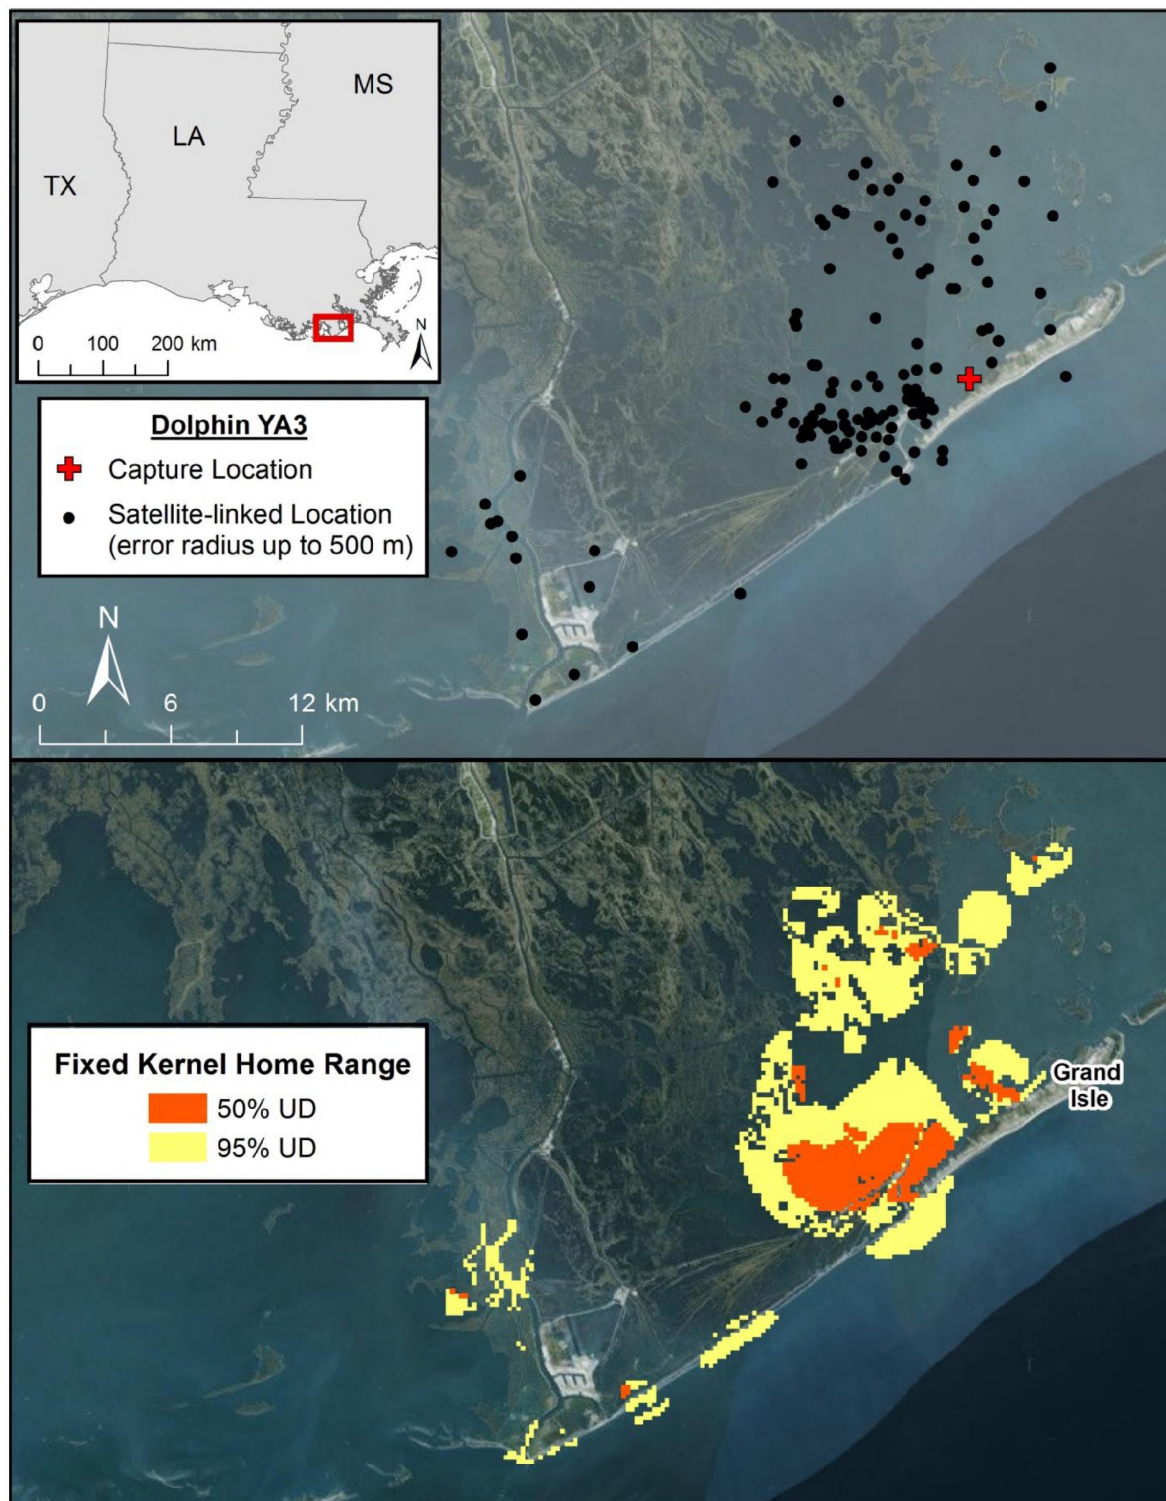 MS
LA
TX
N
0 100 200 km
Dolphin YA3
Capture Location
Satellite-linked Location
(error radius up to 500 m)
N
0 6 12 km
Fixed Kernel Home Range
50% UD
95% UD
Grand
Isle